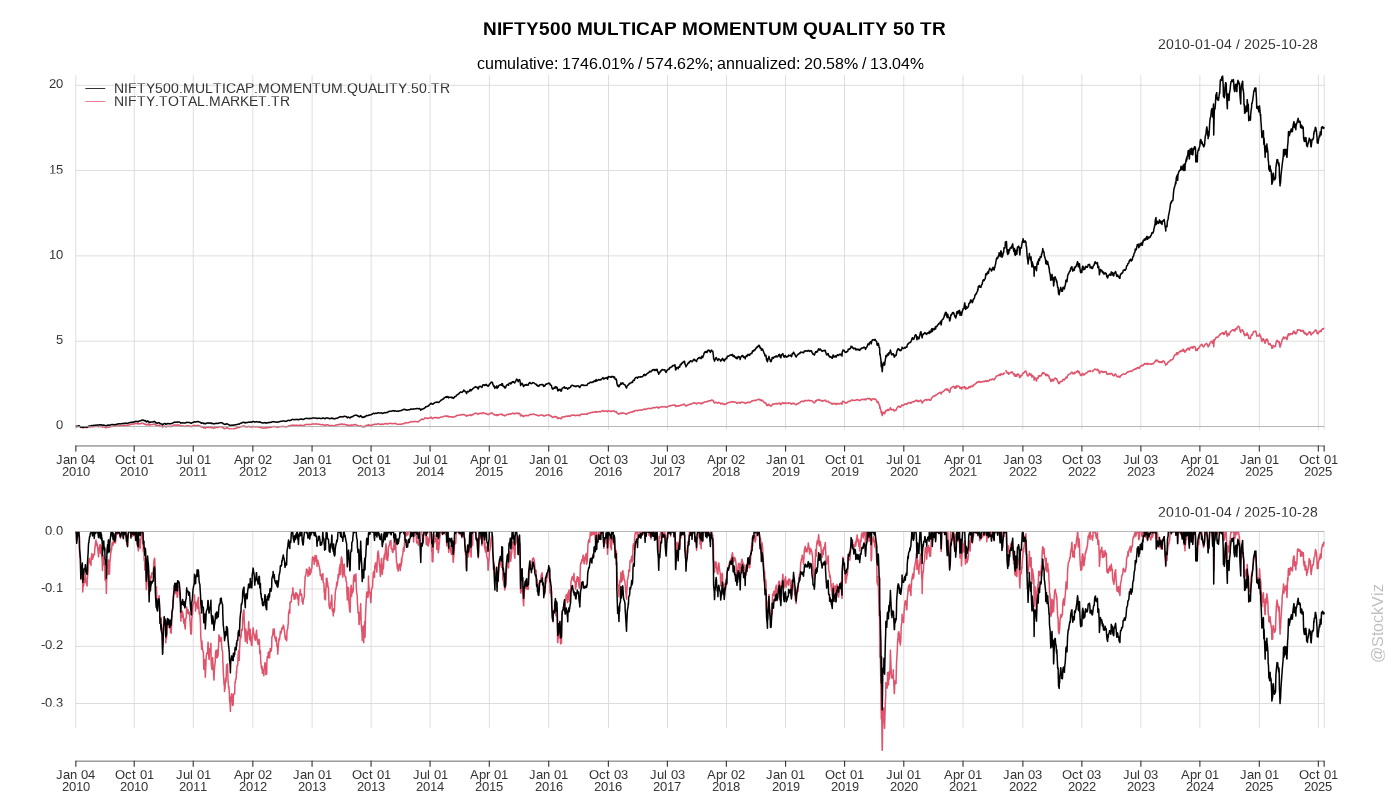 NIFTY500 MULTICAP MOMENTUM QUALITY 50 TR
2010-01-04 / 2025-10-28
cumulative: 1746.01% / 574.62%; annualized: 20.58% / 13.04%
NIFTY500.MULTICAP.MOMENTUM.QUALITY.50.TR
NIFTY.TOTAL.MARKET.TR
20
15
10
5
0
Jan 04 Oct 01 Jul 01 Apr 02 Jan 01 Oct 01 Jul 01 Apr 01 Jan 01 Oct 03 Jul 03 Apr 02 Jan 01 Oct 01 Jul 01 Apr 01 Jan 03 Oct 03 Jul 03 Apr 01 Jan 01 Oct 01
2010 2010 2011 2012 2013 2013 2014 2015 2016 2016 2017 2018 2019 2019 2020 2021 2022 2022 2023 2024 2025 2025
2010-01-04 / 2025-10-28
0.0
-0.1
-0.2
-0.3
Jan 04 Oct 01 Jul 01 Apr 02 Jan 01 Oct 01 Jul 01 Apr 01 Jan 01 Oct 03 Jul 03 Apr 02 Jan 01 Oct 01 Jul 01 Apr 01 Jan 03 Oct 03 Jul 03 Apr 01 Jan 01 Oct 01
2010 2010 2011 2012 2013 2013 2014 2015 2016 2016 2017 2018 2019 2019 2020 2021 2022 2022 2023 2024 2025 2025
@StockViz